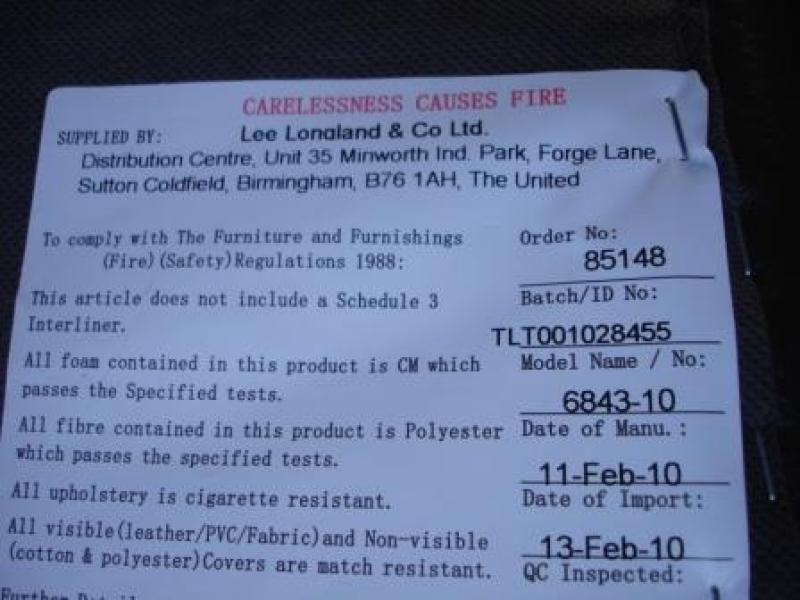 CARELESSNESS CAUSES FIRE
SUPPLIED BY: Lee Longland & Co Ltd.
Distribution Centre, Unit 35 Minworth Ind. Park, Forge Lane,
Sutton Coldfield, Birmingham, B76 1AH, The United
To comply with The Furniture and Furnishings
(Fire)(Safety)Regulations 1988:
This article does not include a Schedule 3
Interliner.
All foam contained in this product is CM which
passes the Specified tests.
All fibre contained in this product is Polyester
which passes the specified tests.
All upholstery is cigarette resistant.
All visible(leather/PVC/Fabric)and Non-visible
(cotton & polyester)Covers are match resistant.
Further
Order No:
85148
Batch/ID No:
TLT001028455
Model Name / No:
6843-10
Date of Manu.:
11-Feb-10
Date of Import:
13-Feb-10
QC Inspected: